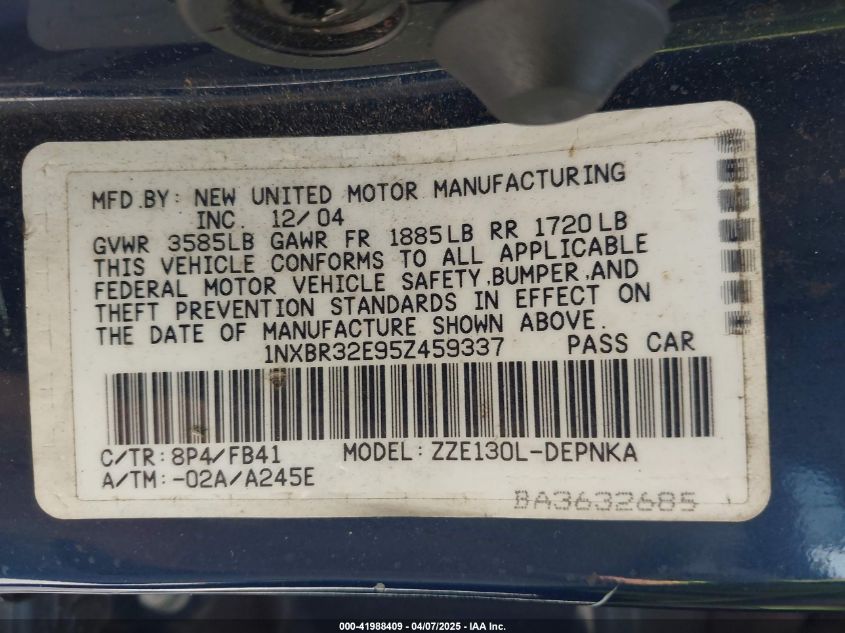 MFD.BY: NEW UNITED MOTOR MANUFACTURING
INC. 12/04
GVWR 3585LB GAWR FR 1885LB RR 1720LB
THIS VEHICLE CONFORMS TO ALL APPLICABLE
FEDERAL MOTOR VEHICLE SAFETY,BUMPER,AND
THEFT PREVENTION STANDARDS IN EFFECT ON
THE DATE OF MANUFACTURE SHOWN ABOVE.
1NXBR32E95Z459337 PASS CAR
C/TR:8P4/FB41 MODEL:ZZE130L-DEPNKA
A/TM:-02A/A245E
BA3632685
000-41988409 - 04/07/2025 - IAA Inc.